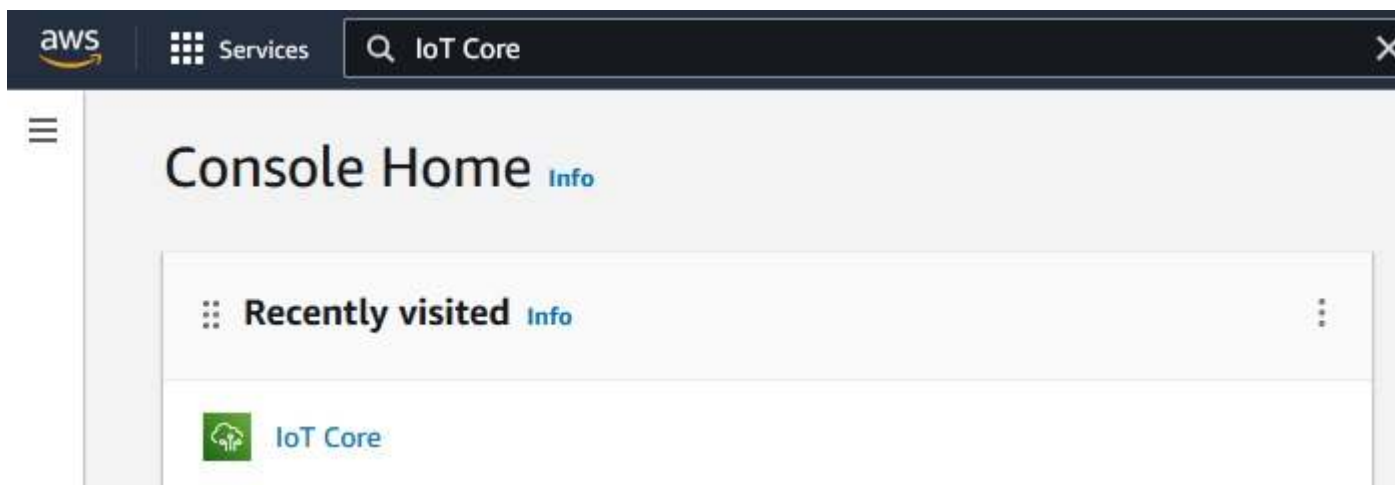 aws Services IoT Core
Console Home Info
Recently visited Info
IoT Core